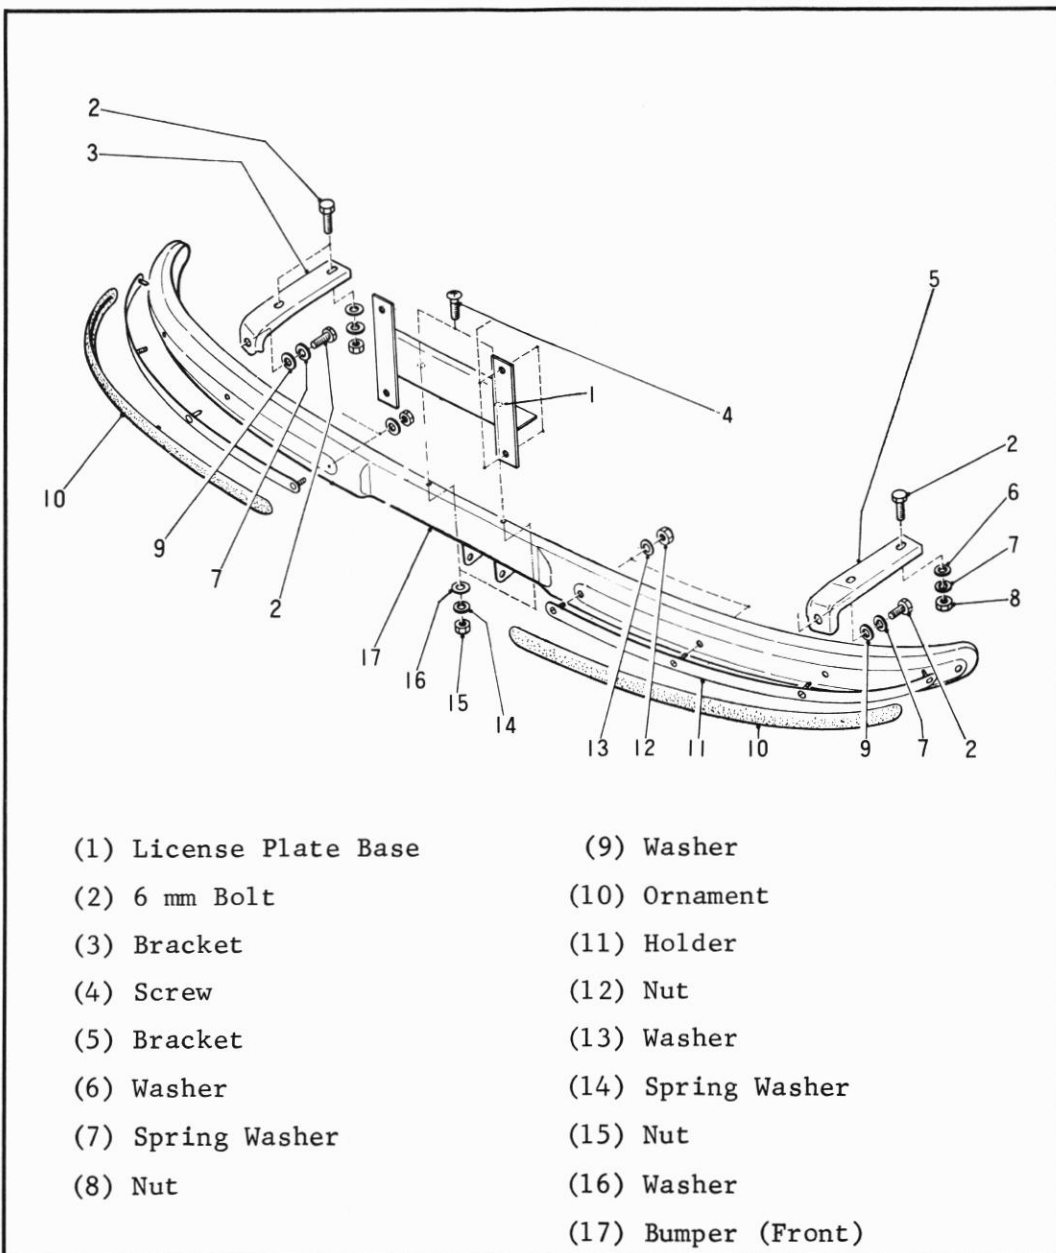 2
3
5
1
4
2
6
7
8
10
9
7
2
17
16
15
14
13
12
11
10
9
7
2
(1) License Plate Base
(2) 6 mm Bolt
(3) Bracket
(4) Screw
(5) Bracket
(6) Washer
(7) Spring Washer
(8) Nut
(9) Washer
(10) Ornament
(11) Holder
(12) Nut
(13) Washer
(14) Spring Washer
(15) Nut
(16) Washer
(17) Bumper (Front)